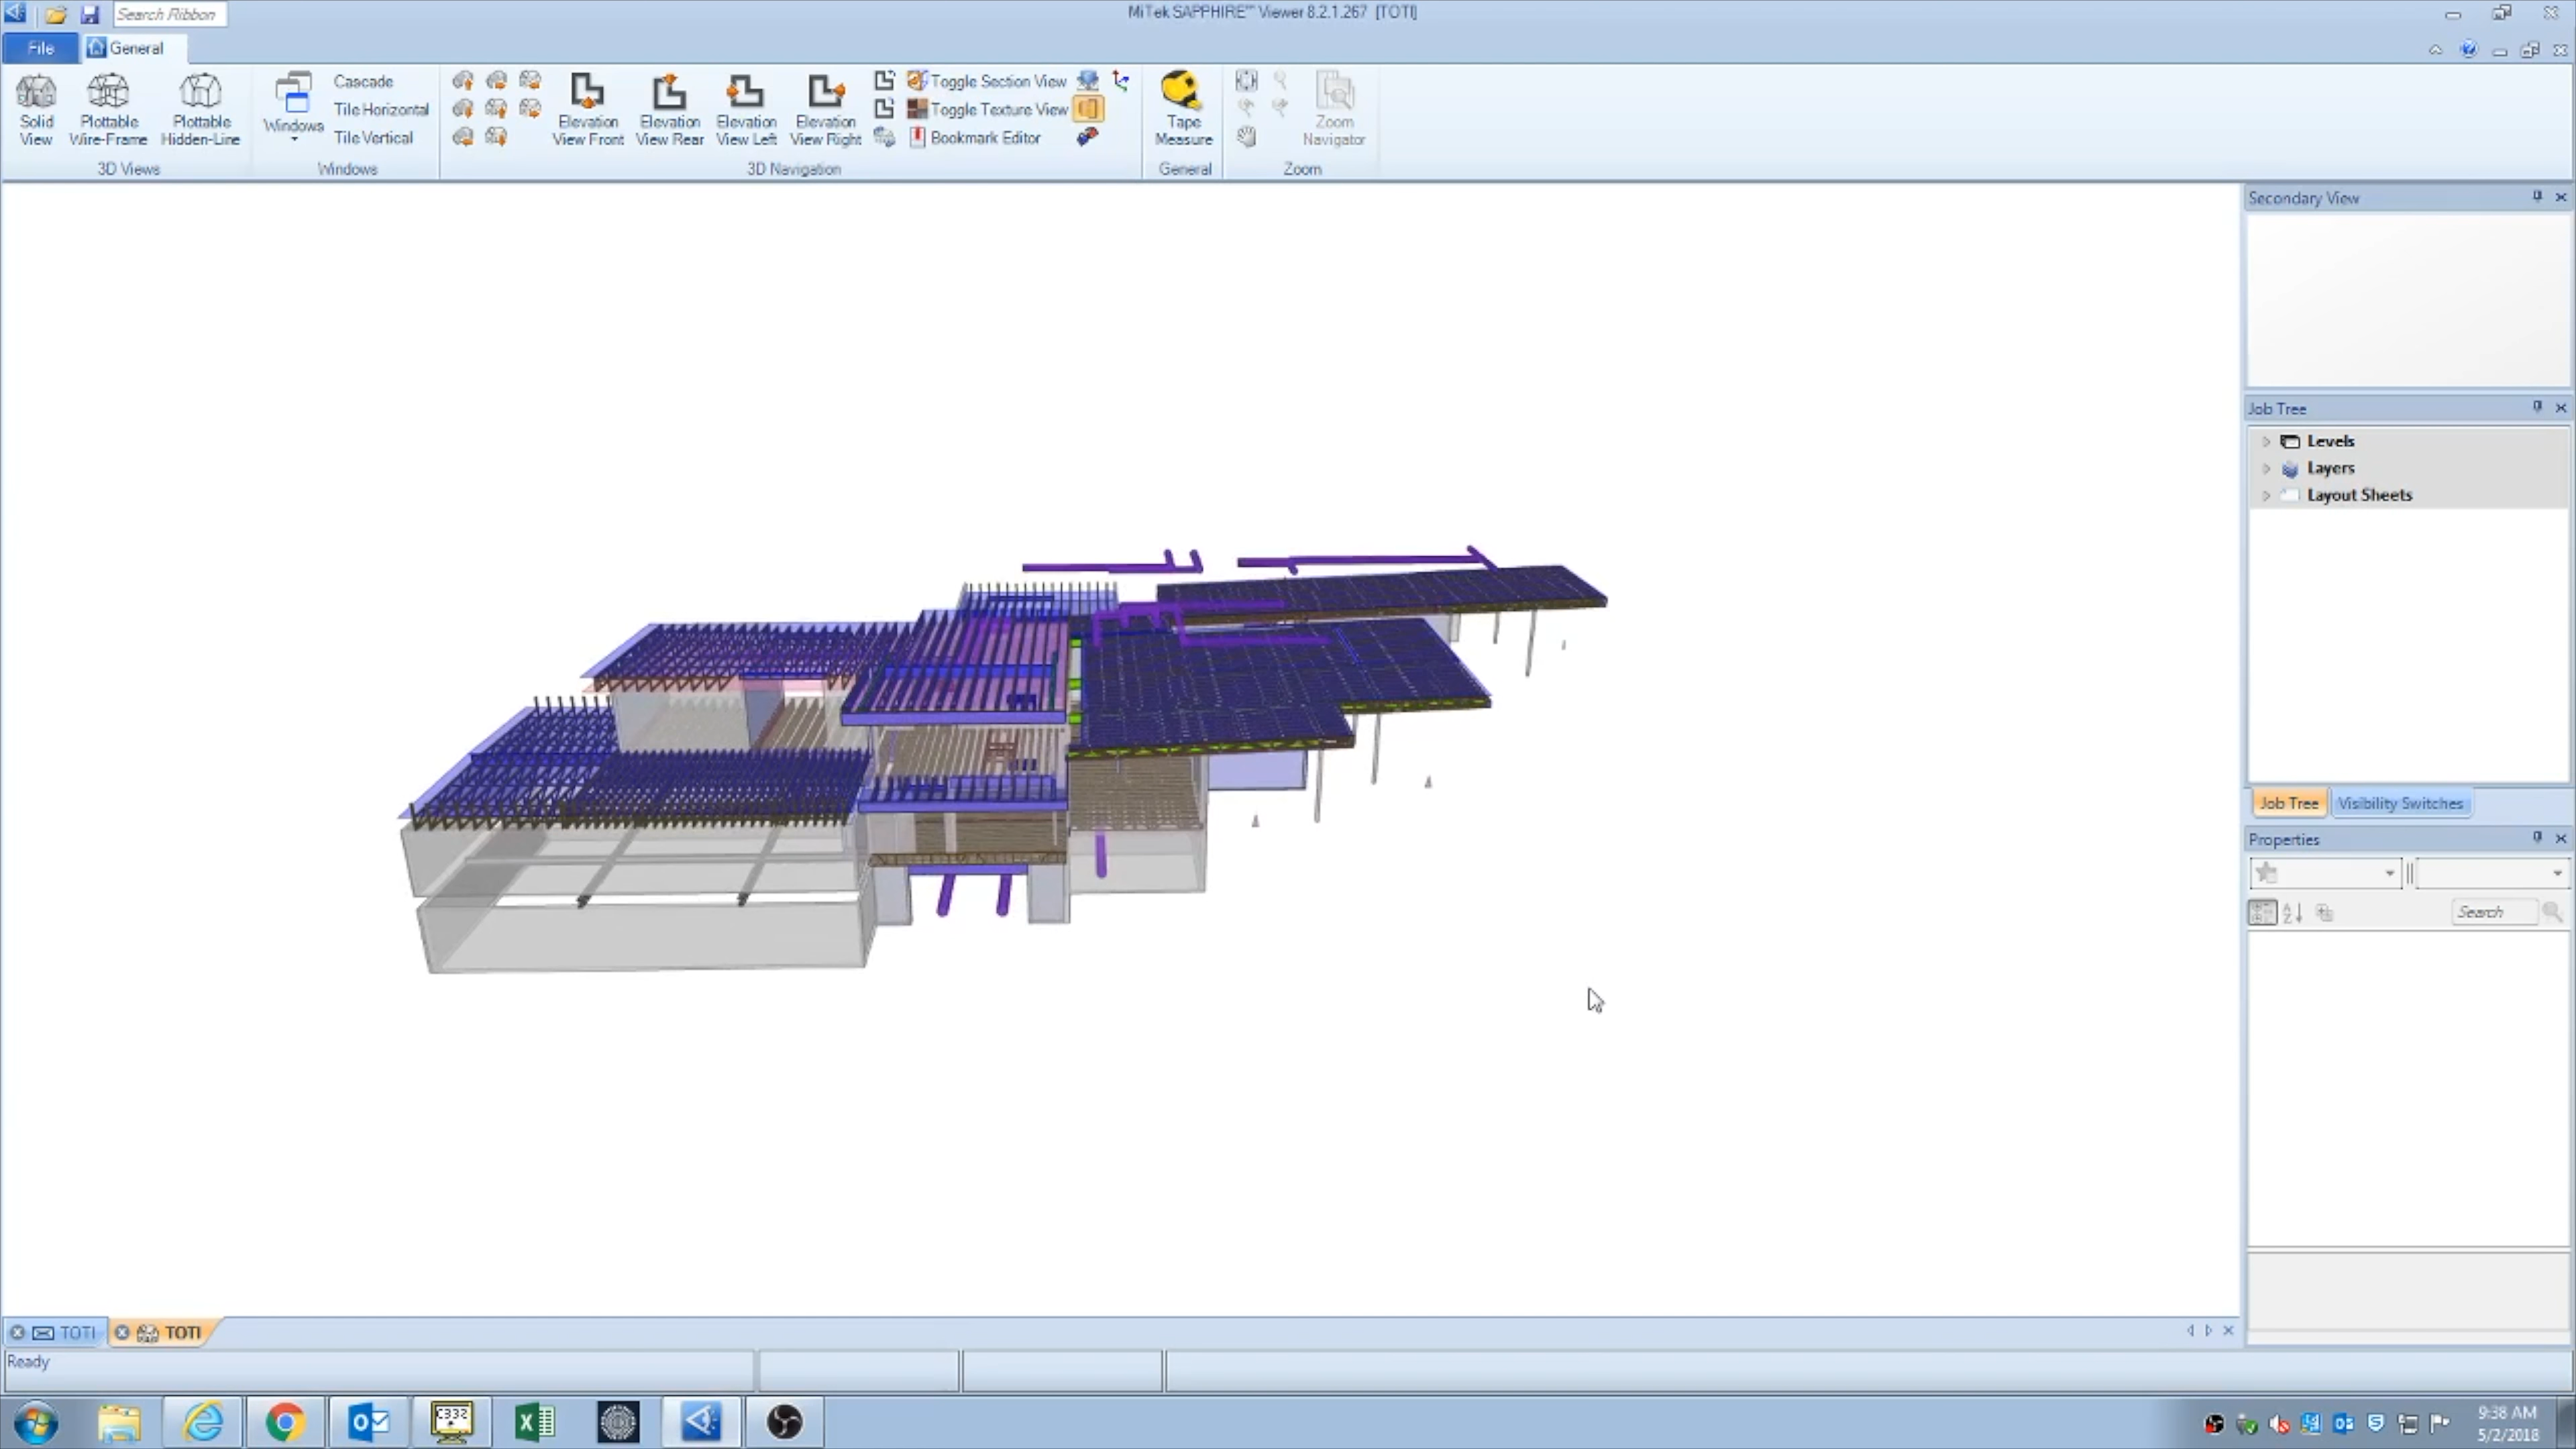 Search Ribbon
MiTek SAPPHIRE™ Viewer 8.2.1.267 [TOTI]
File
General
Solid View
Plottable Wire-Frame
Plottable Hidden-Line
3D Views
Windows
Cascade
Tile Horizontal
Tile Vertical
Windows
Elevation View Front
Elevation View Rear
Elevation View Left
Elevation View Right
Toggle Section View
Toggle Texture View
Bookmark Editor
3D Navigation
Tape Measure
General
Zoom Navigator
Zoom
Secondary View
Job Tree
Levels
Layers
Layout Sheets
Job Tree
Visibility Switches
Properties
Search
TOTI
TOTI
Ready
C332
9:38 AM
5/2/2018